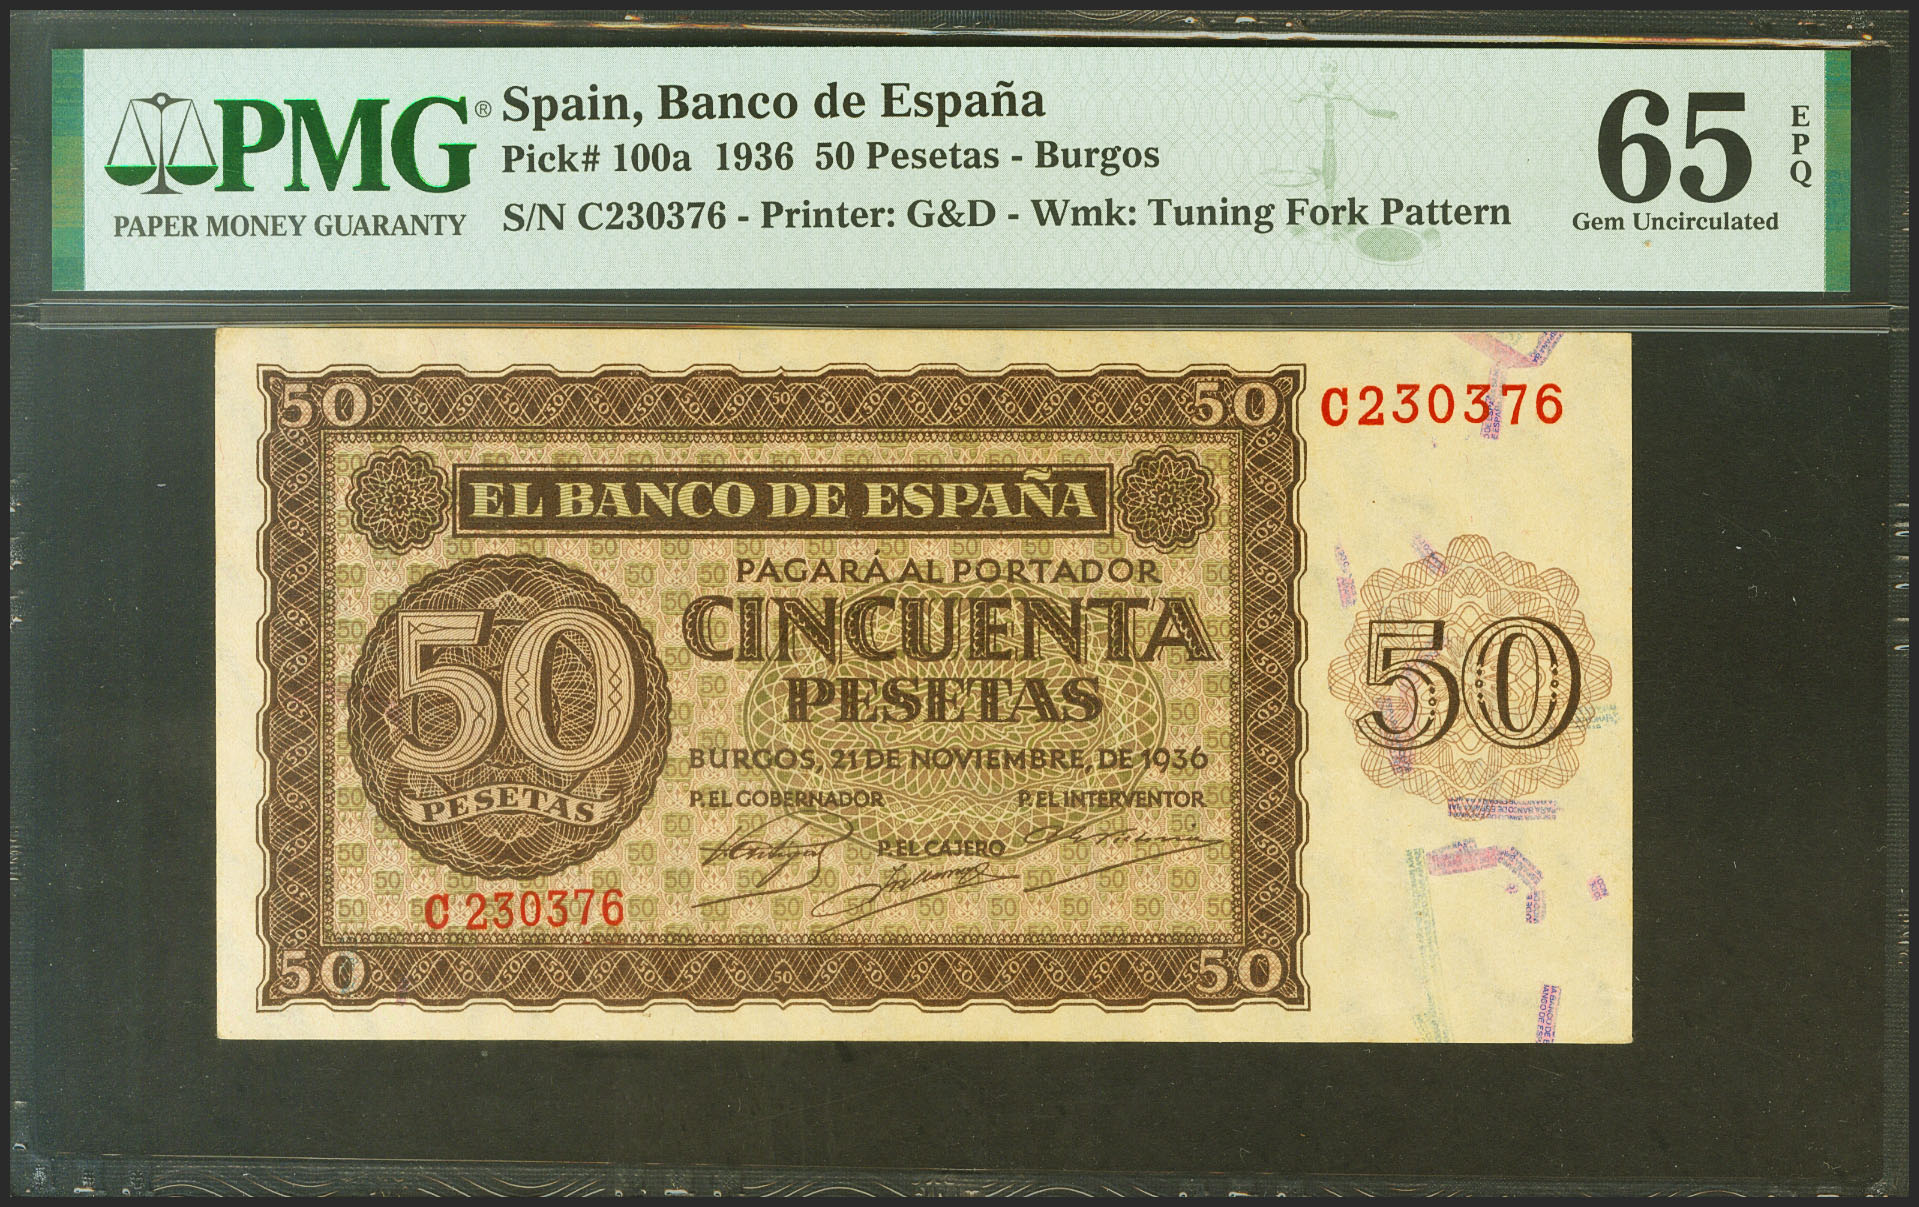 PMG®
PAPER MONEY GUARANTY
Spain, Banco de España
Pick# 100a 1936 50 Pesetas - Burgos
S/N C230376 - Printer: G&D - Wmk: Tuning Fork Pattern
65
EPQ
Gem Uncirculated
50
50
C230376
EL BANCO DE ESPAÑA
PAGARÁ AL PORTADOR
CINCUENTA
PESETAS
50
PESETAS
50
BURGOS, 21 DE NOVIEMBRE, DE 1936
P. EL GOBERNADOR
P. EL INTERVENTOR
P. EL CAJERO
C230376
50
50